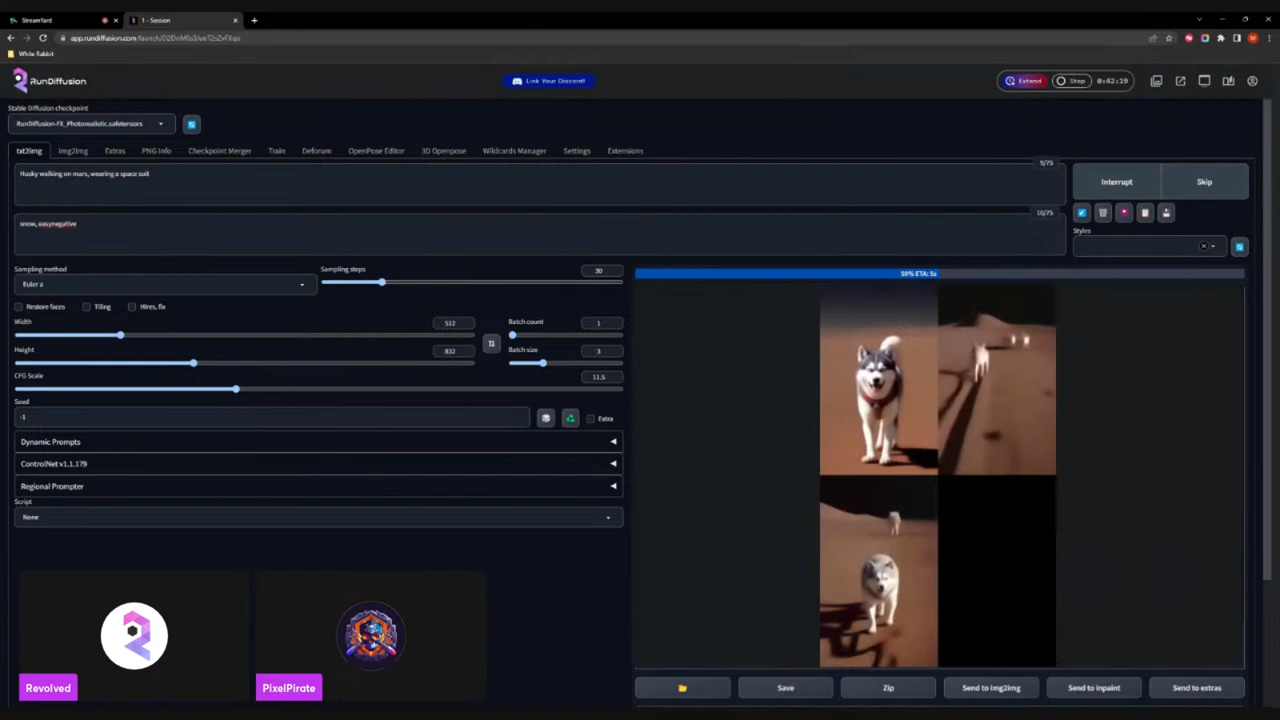 StreamYard
1 - Session
White Rabbit
RunDiffusion
Link Your Discord!
Extend
Stop
0:42:19
Stable Diffusion checkpoint
RunDiffusion-FX_Photorealistic.safetensors
txt2img
img2img
Extras
PNG Info
Checkpoint Merger
Train
Deforum
OpenPose Editor
3D Openpose
Wildcards Manager
Settings
Extensions
Husky walking on mars, wearing a space suit
9/75
Interrupt
Skip
snow, easynegative
10/75
Styles
Sampling method
Euler a
Sampling steps
30
50% ETA: 5s
Restore faces
Tiling
Hires. fix
Width
512
Batch count
1
Height
832
Batch size
3
CFG Scale
11.5
Seed
-1
Extra
Dynamic Prompts
ControlNet v1.1.179
Regional Prompter
Script
None
Revolved
PixelPirate
Save
Zip
Send to img2img
Send to inpaint
Send to extras